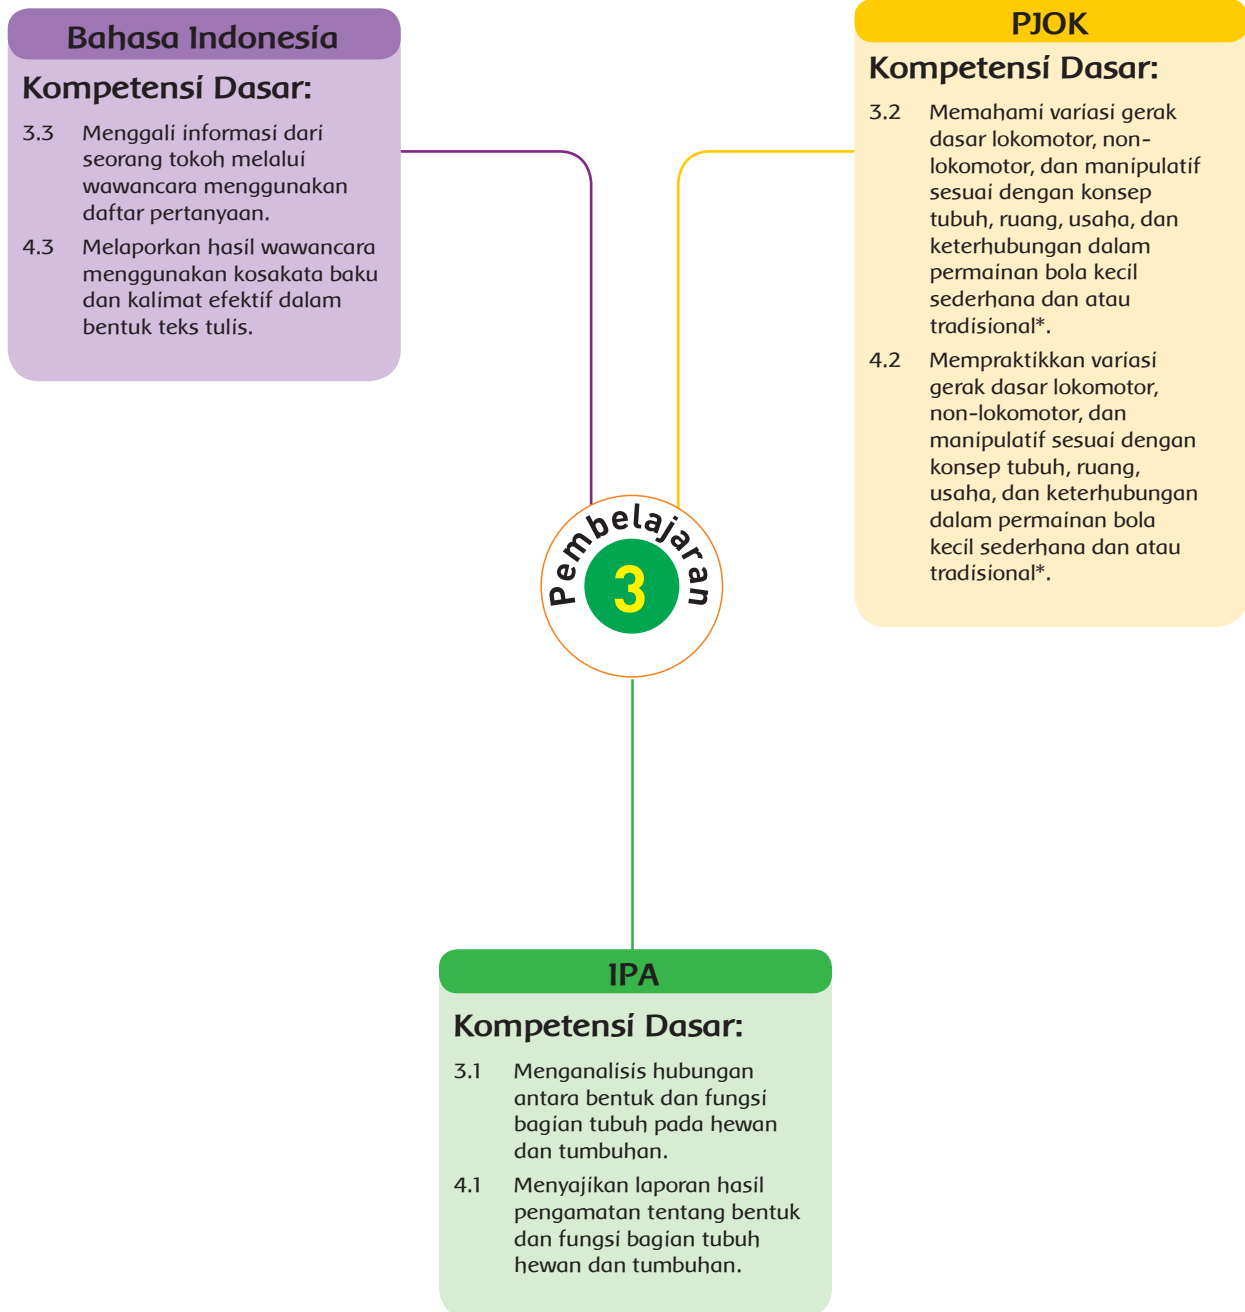 Bahasa Indonesia
Kompetensi Dasar:
3.3 Menggali informasi dari
seorang tokoh melalui
wawancara menggunakan
daftar pertanyaan.
4.3 Melaporkan hasil wawancara
menggunakan kosakata baku
dan kalimat efektif dalam
bentuk teks tulis.
PJOK
Kompetensi Dasar:
3.2 Memahami variasi gerak
dasar lokomotor, non-
lokomotor, dan manipulatif
sesuai dengan konsep
tubuh, ruang, usaha, dan
keterhubungan dalam
permainan bola kecil
sederhana dan atau
tradisional*.
4.2 Mempraktikkan variasi
gerak dasar lokomotor,
non-lokomotor, dan
manipulatif sesuai dengan
konsep tubuh, ruang,
usaha, dan keterhubungan
dalam permainan bola
kecil sederhana dan atau
tradisional*.
Pembelajaran
3
IPA
Kompetensi Dasar:
3.1 Menganalisis hubungan
antara bentuk dan fungsi
bagian tubuh pada hewan
dan tumbuhan.
4.1 Menyajikan laporan hasil
pengamatan tentang bentuk
dan fungsi bagian tubuh
hewan dan tumbuhan.